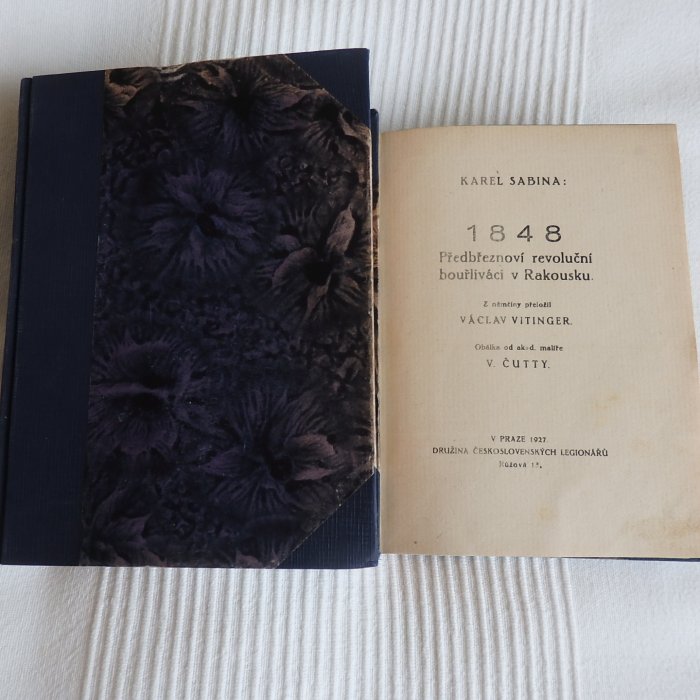 KAREL SABINA:
1848
Předbřeznoví revoluční
bouřliváci v Rakousku.
Z němčiny přeložil
VÁCLAV VITINGER.
Obálka od akad. malíře
V. ČUTTY.
V PRAZE 1927
DRUŽINA ČESKOSLOVENSKÝCH LEGIONÁŘŮ
Růžová